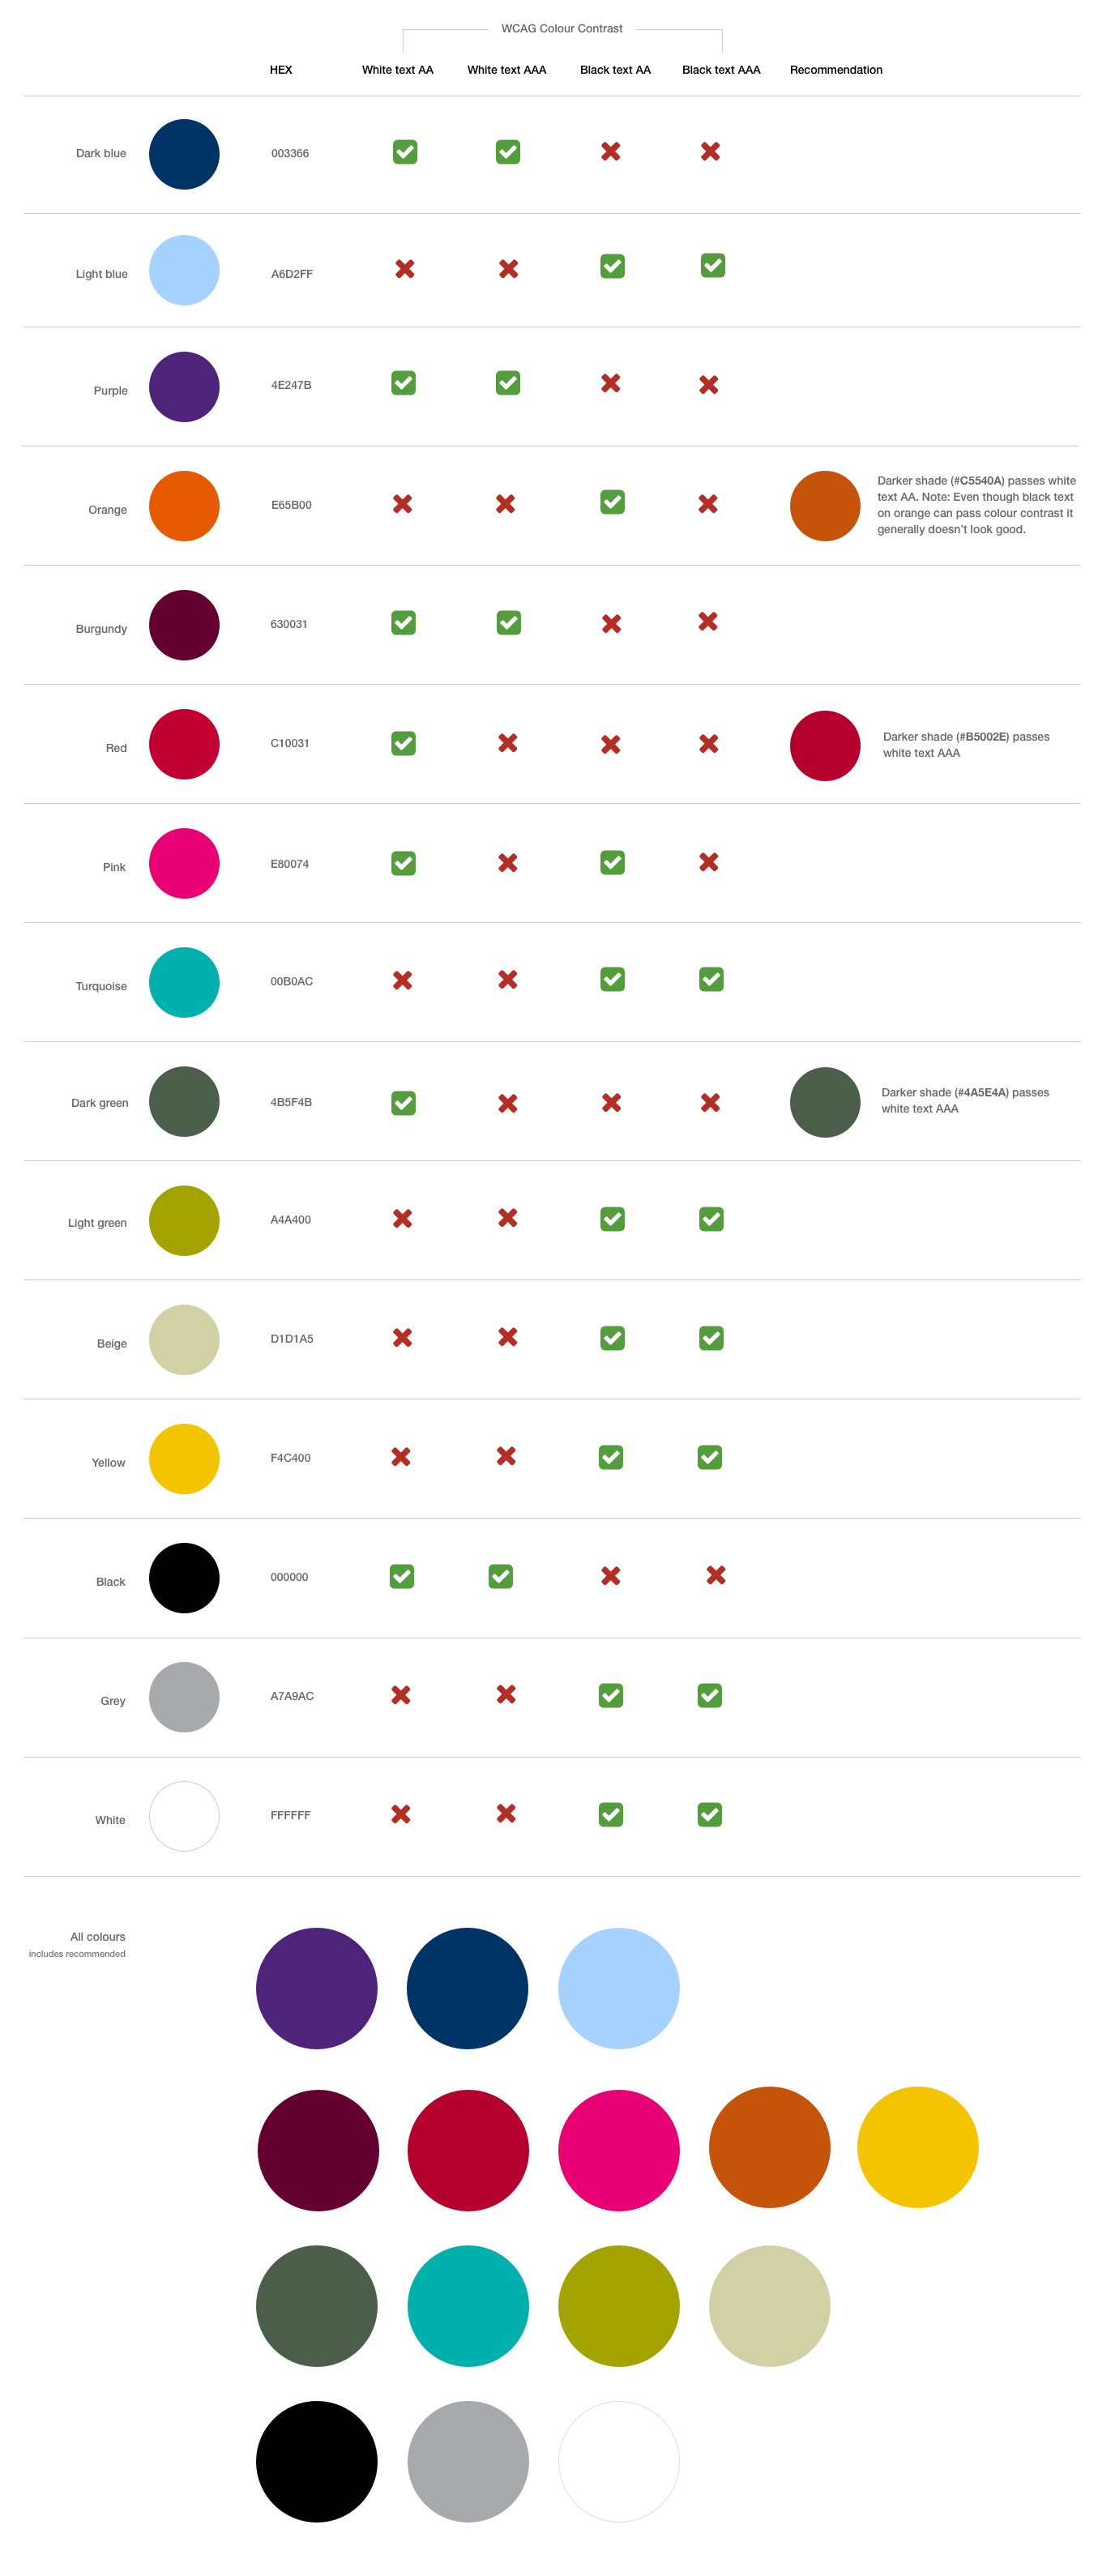 WCAG Colour Contrast
HEX White text AA White text AAA Black text AA Black text AAA Recommendation
Dark blue 003366
Light blue A6D2FF
Purple 4E247B
Orange E65B00
Darker shade (#C5540A) passes white
text AA. Note: Even though black text
on orange can pass colour contrast it
generally doesn't look good.
Burgundy 630031
Red C10031
Darker shade (#B5002E) passes
white text AAA
Pink E80074
Turquoise 00B0AC
Dark green 4B5F4B
Darker shade (#4A5E4A) passes
white text AAA
Light green A4A400
Beige D1D1A5
Yellow F4C400
Black 000000
Grey A7A9AC
White FFFFFF
All colours
includes recommended